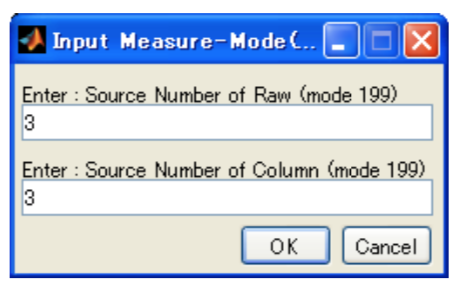 Input Measure-Mode(..
Enter : Source Number of Raw (mode 199)
3
Enter : Source Number of Column (mode 199)
3
OK Cancel